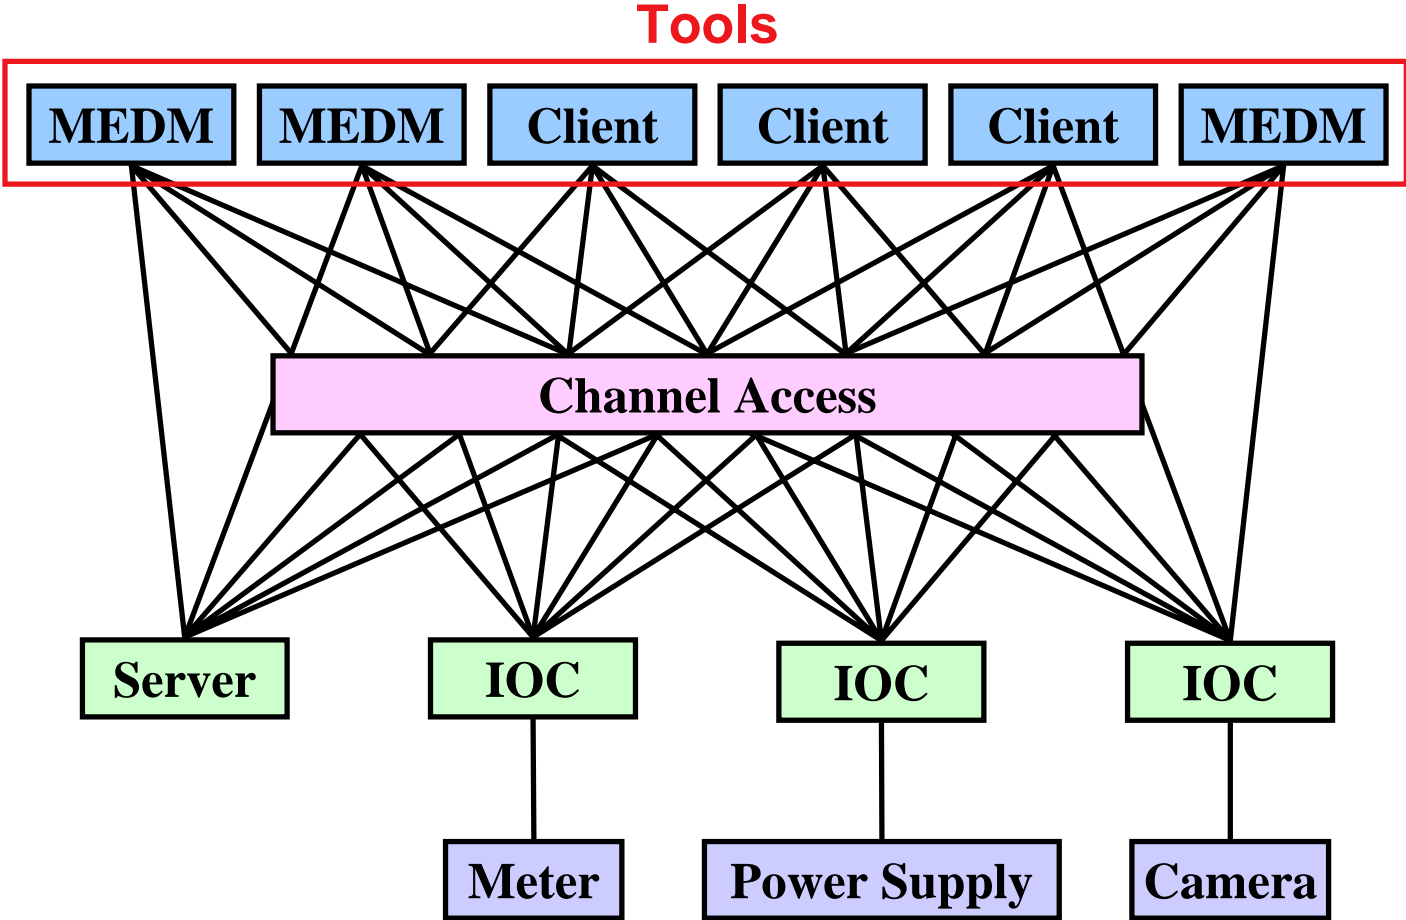 Tools
MEDM MEDM Client Client Client MEDM
Channel Access
Server IOC IOC IOC
Meter Power Supply Camera